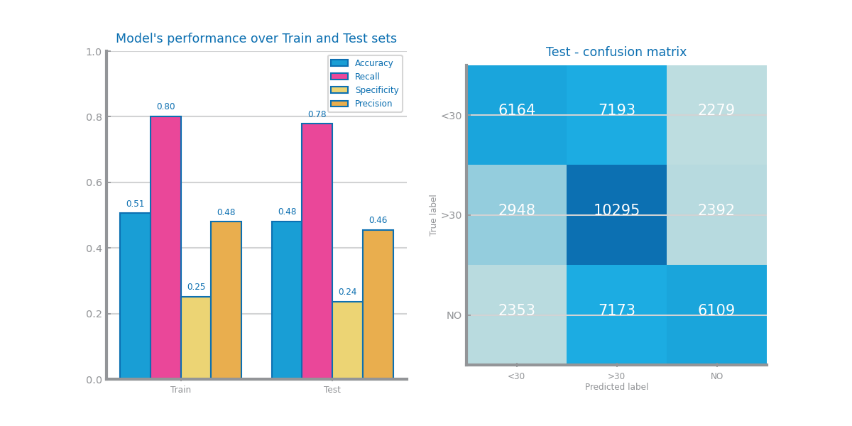 Model's performance over Train and Test sets
1.0
0.8
0.6
0.4
0.2
0.0
Accuracy
Recall
Specificity
Precision
0.51
0.80
0.25
0.48
0.48
0.78
0.24
0.46
Train
Test
Test - confusion matrix
True label
<30
>30
NO
6164 7193 2279
2948 10295 2392
2353 7173 6109
<30 >30 NO
Predicted label